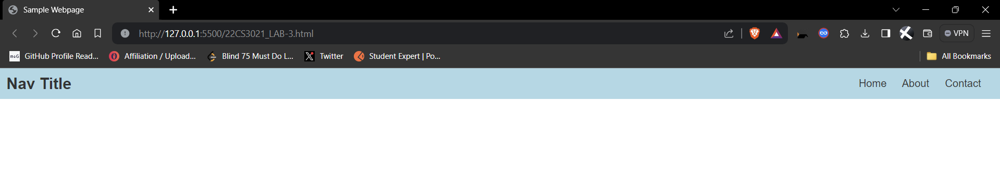 Sample Webpage
http://127.0.0.1:5500/22CS3021_LAB-3.html VPN
m↓G GitHub Profile Read... Affiliation / Upload... Blind 75 Must Do L... Twitter Student Expert | Po... All Bookmarks
Nav Title Home About Contact